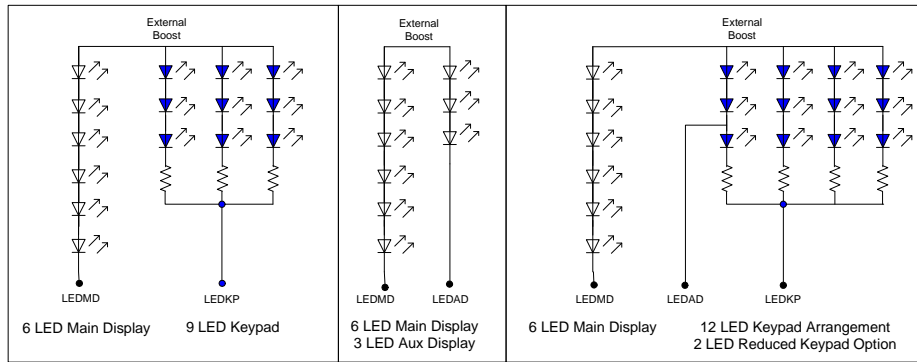 External
Boost
LEDMD
LEDKP
6 LED Main Display
9 LED Keypad
External
Boost
LEDMD
LEDAD
6 LED Main Display
3 LED Aux Display
External
Boost
LEDMD
LEDAD
LEDKP
6 LED Main Display
12 LED Keypad Arrangement
2 LED Reduced Keypad Option